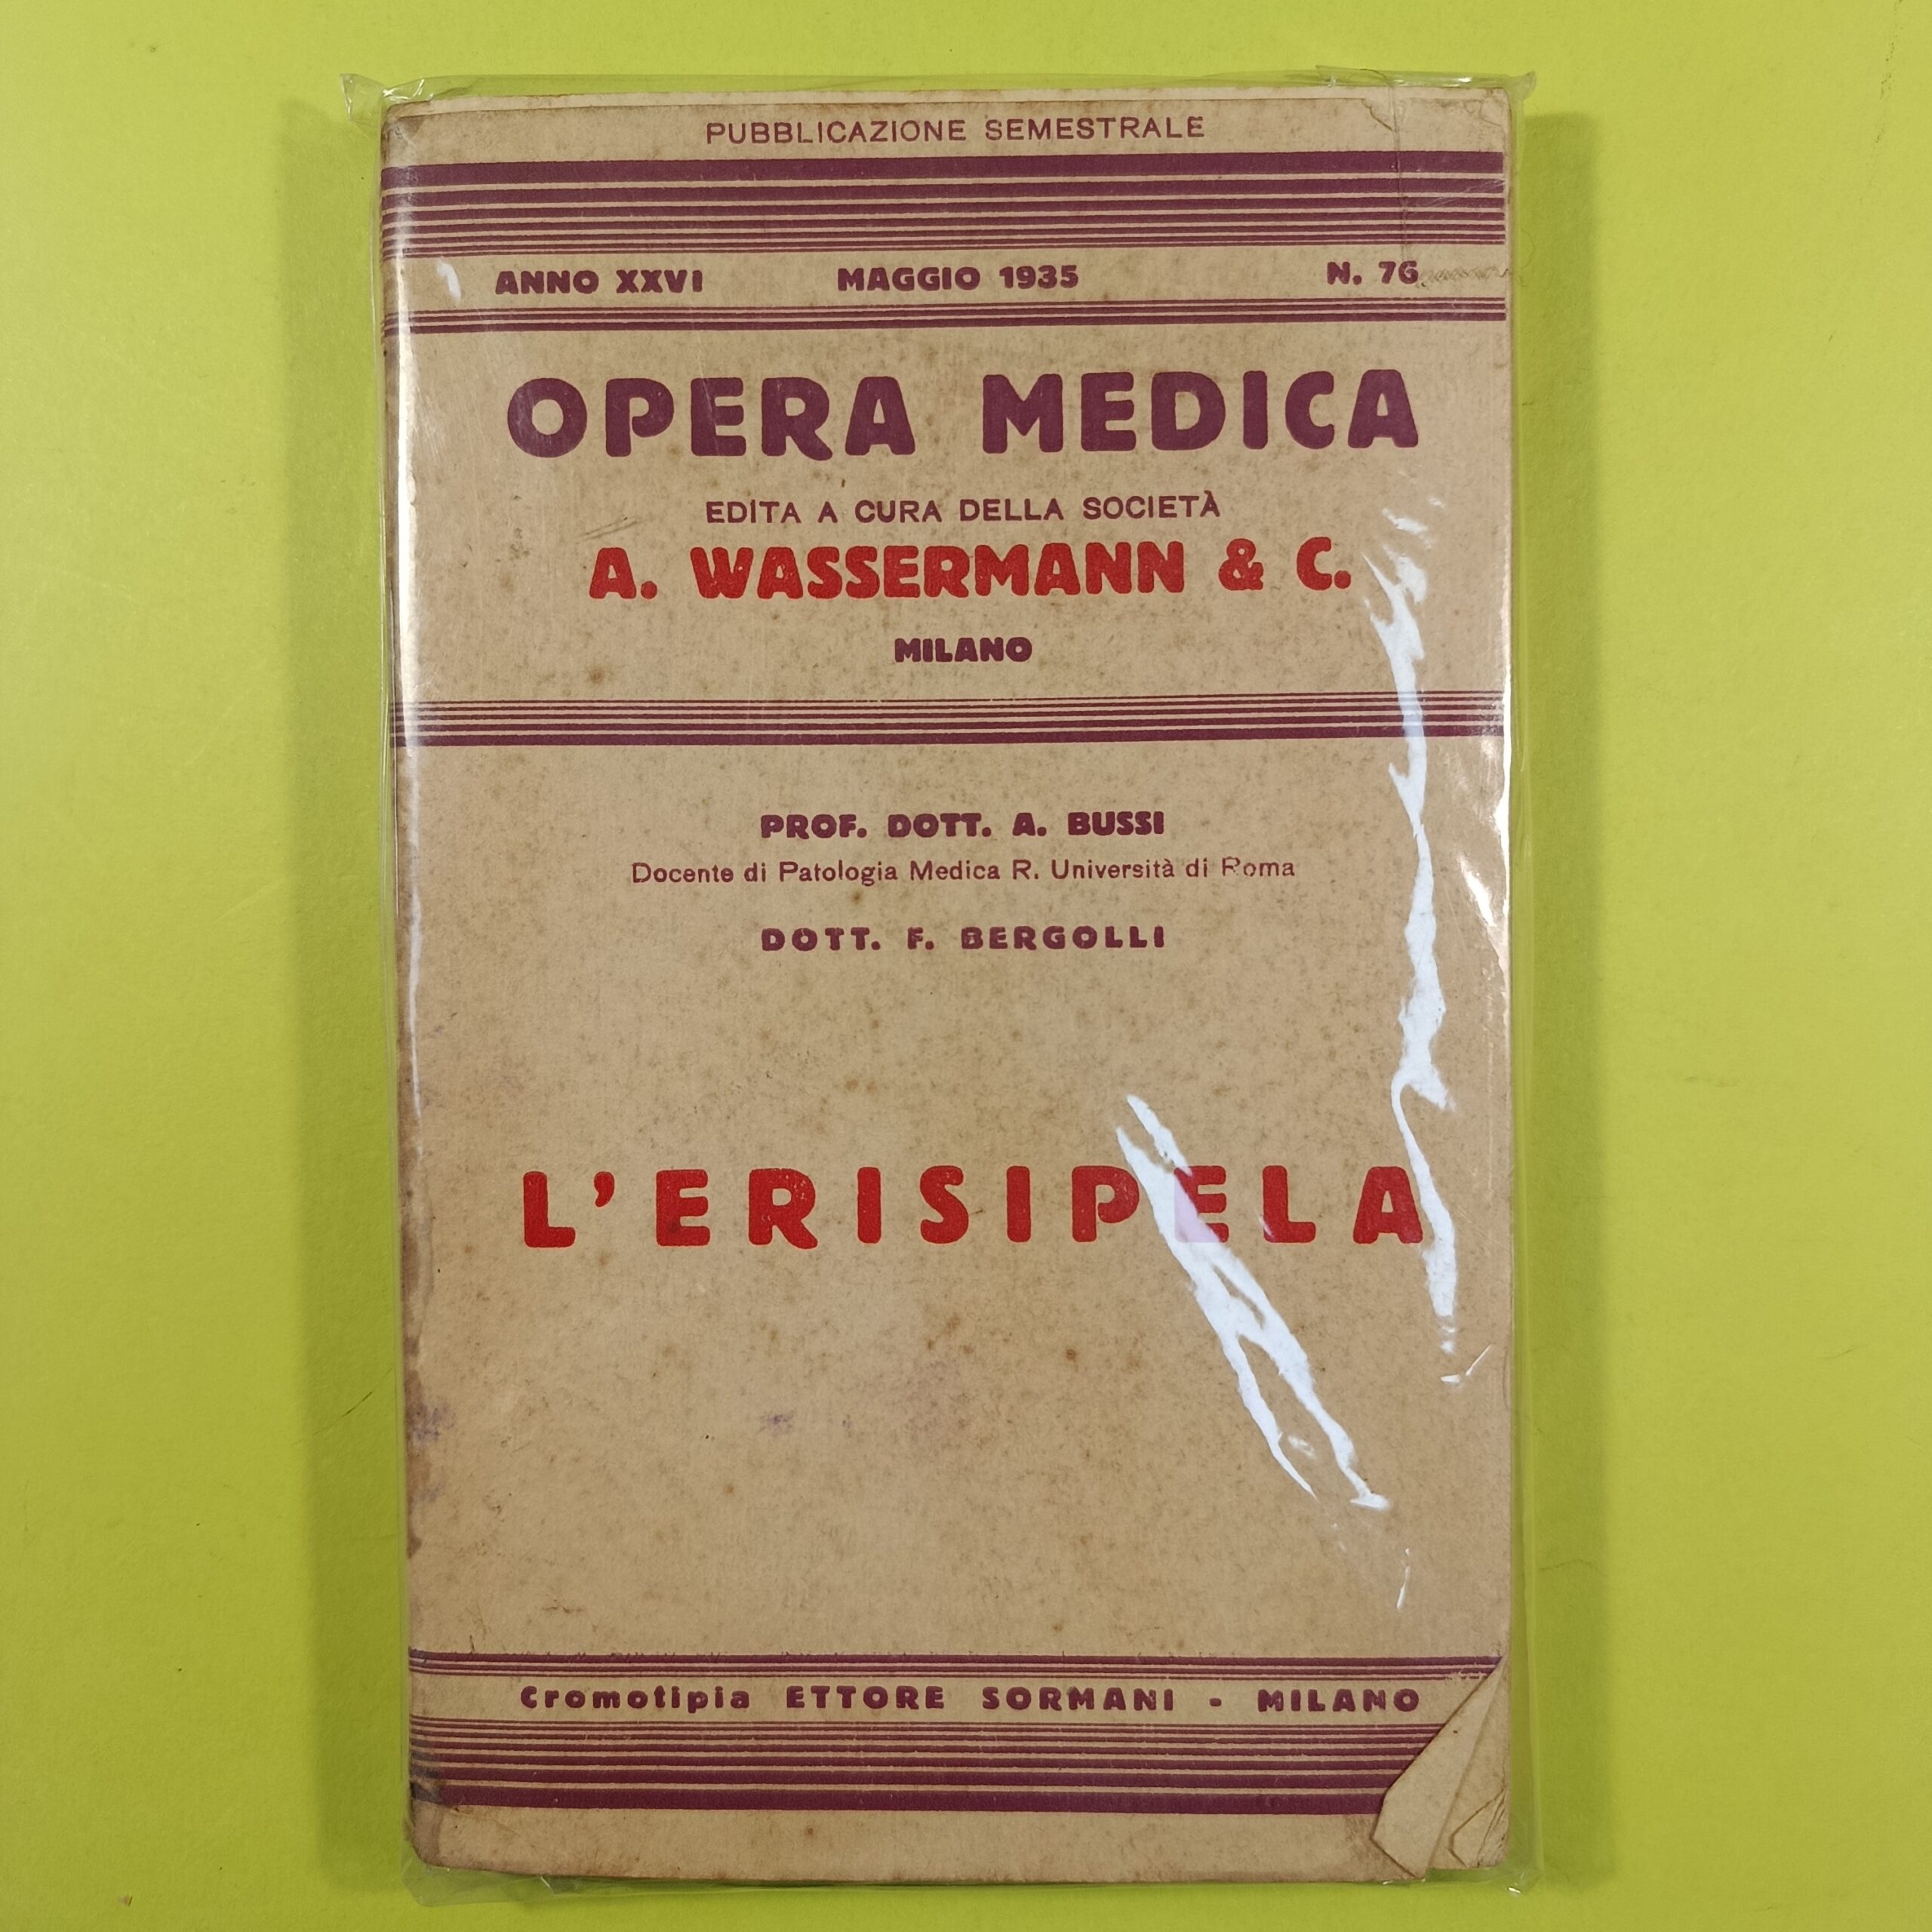 PUBBLICAZIONE SEMESTRALE
ANNO XXVI MAGGIO 1935 N. 76
OPERA MEDICA
EDITA A CURA DELLA SOCIETÀ
A. WASSERMANN & C.
MILANO
PROF. DOTT. A. BUSSI
Docente di Patologia Medica R. Università di Roma
DOTT. F. BERGOLLI
L'ERISIPELA
Cromotipia ETTORE SORMANI - MILANO